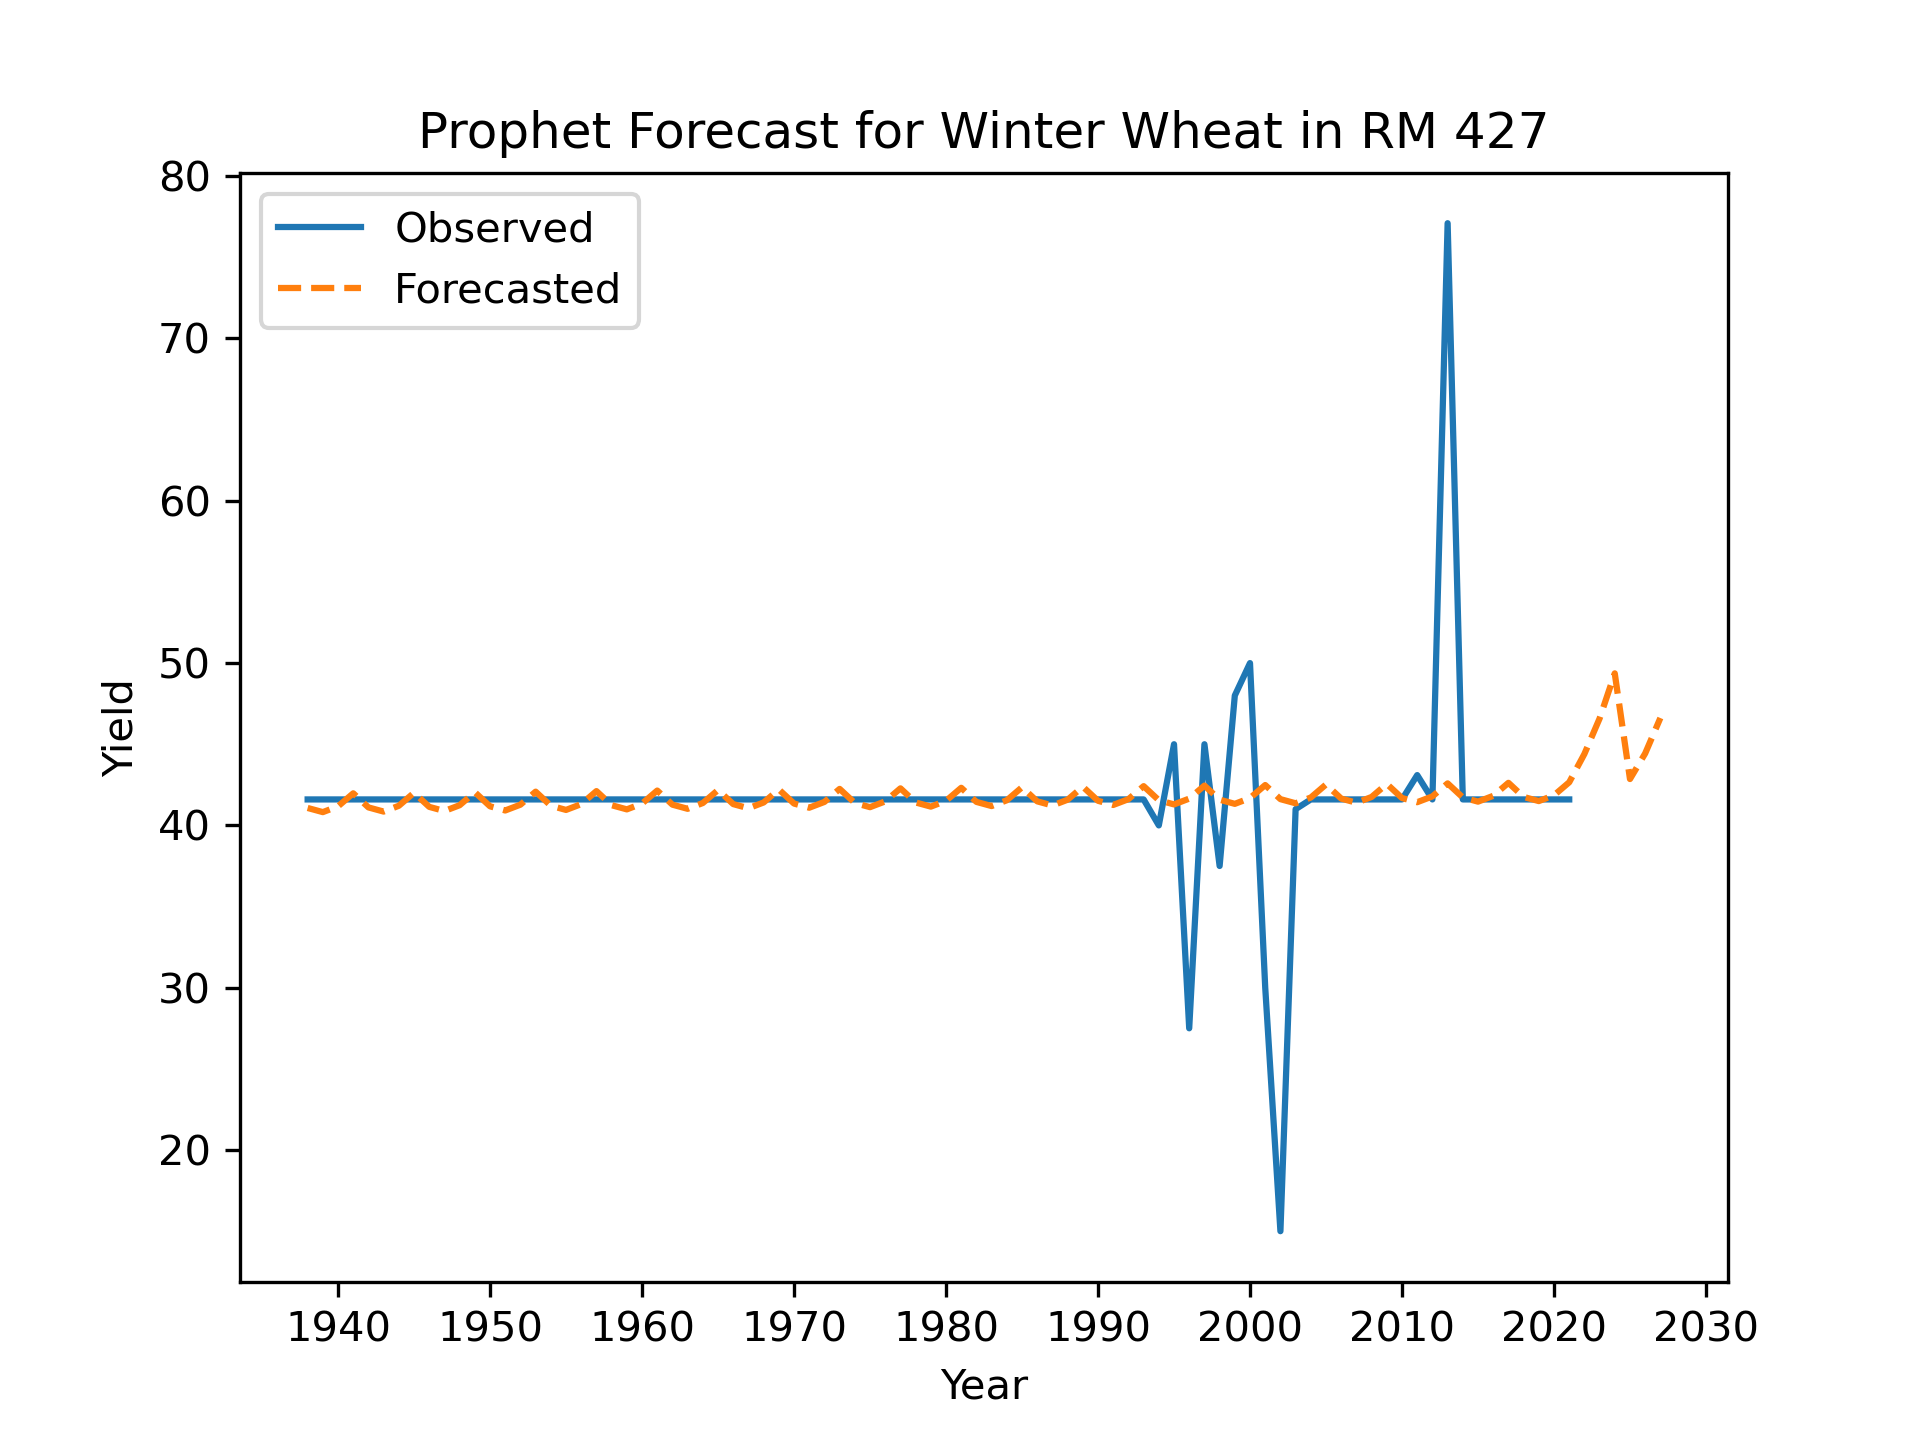 Prophet Forecast for Winter Wheat in RM 427
Observed
Forecasted
80
70
60
50
40
30
20
Yield
1940 1950 1960 1970 1980 1990 2000 2010 2020 2030
Year